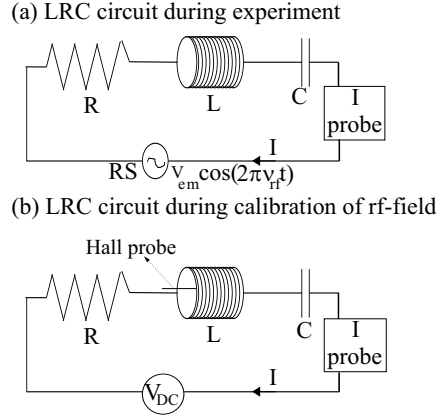 (a) LRC circuit during experiment
R
L
C
I
probe
I
RS
V_em cos(2πν_rf t)
(b) LRC circuit during calibration of rf-field
Hall probe
R
L
C
I
probe
I
V_DC